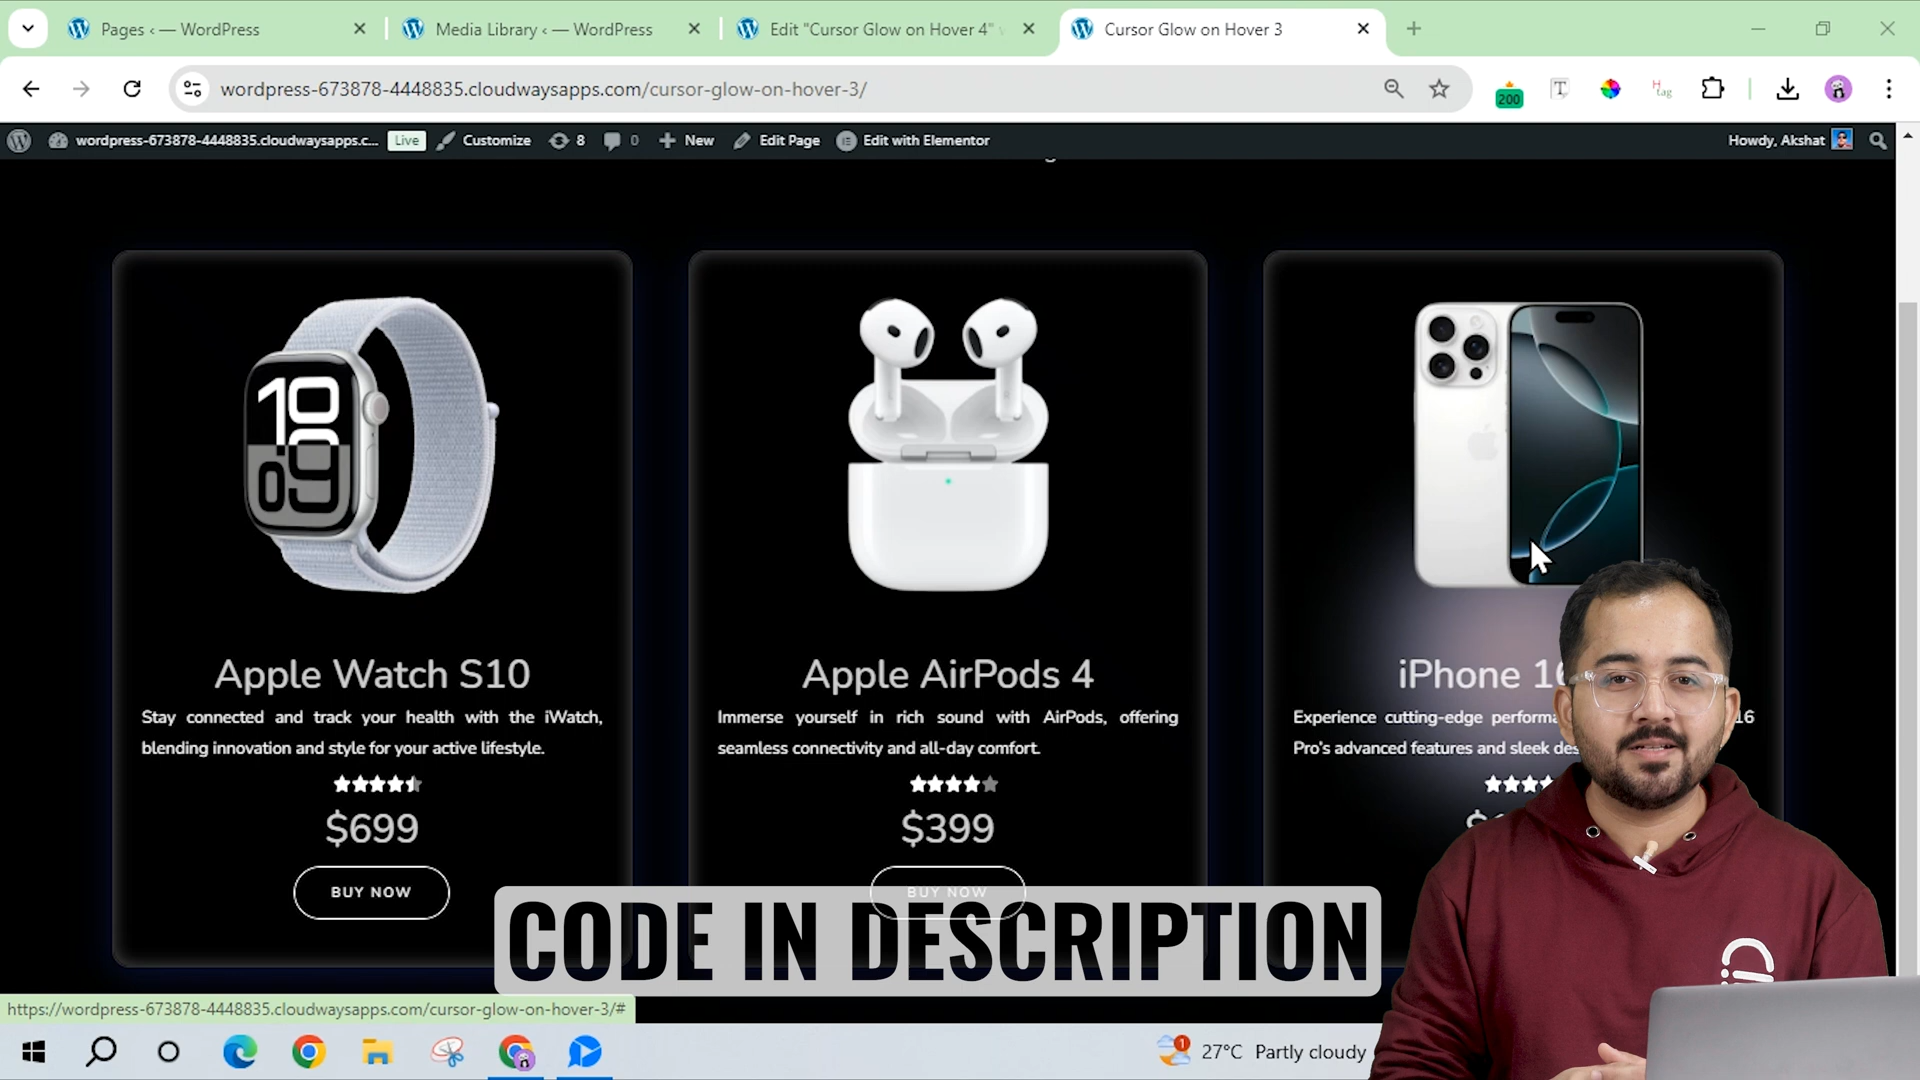 Pages ‹ — WordPress
Media Library ‹ — WordPress
Edit "Cursor Glow on Hover 4"
Cursor Glow on Hover 3
wordpress-673878-4448835.cloudwaysapps.com/cursor-glow-on-hover-3/
200
T
H tag
wordpress-673878-4448835.cloudwaysapps.c...
Live
Customize
8
0
New
Edit Page
Edit with Elementor
Howdy, Akshat
10
09
Apple Watch S10
Stay connected and track your health with the iWatch,
blending innovation and style for your active lifestyle.
$699
BUY NOW
Apple AirPods 4
Immerse yourself in rich sound with AirPods, offering
seamless connectivity and all-day comfort.
$399
BUY NOW
iPhone 16
Experience cutting-edge 16
Pro's advanced features and sleek
CODE IN DESCRIPTION
https://wordpress-673878-4448835.cloudwaysapps.com/cursor-glow-on-hover-3/#
1
27°C Partly cloudy